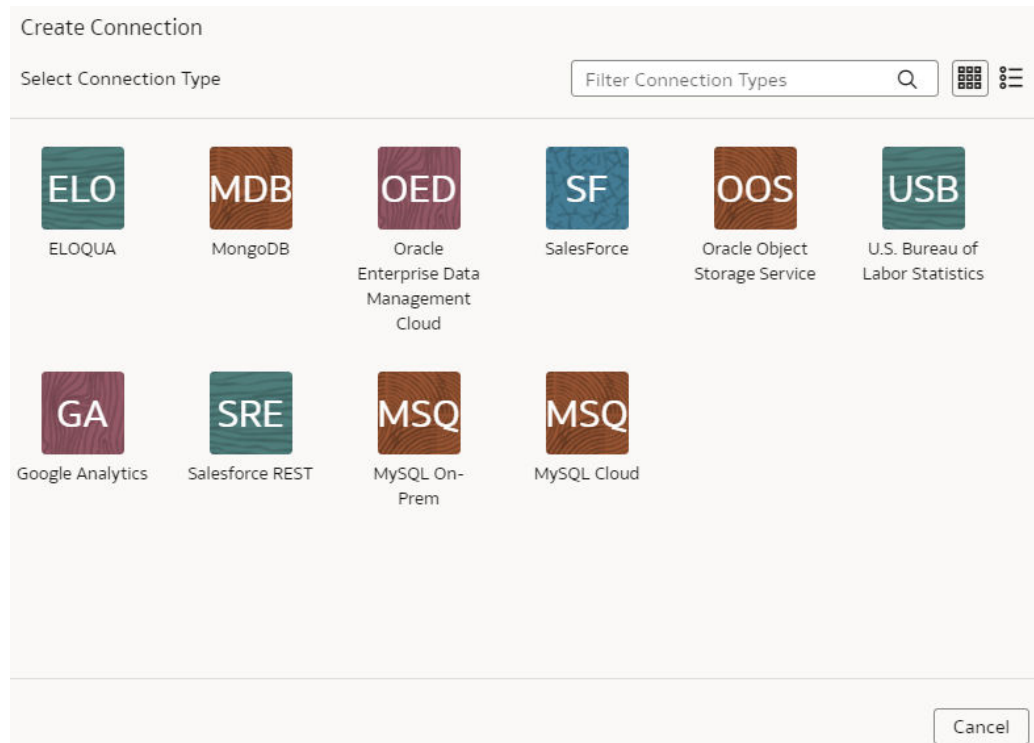 Create Connection
Select Connection Type
Filter Connection Types
ELO
MDB
OED
SF
OOS
USB
ELOQUA
MongoDB
Oracle
Enterprise Data
Management
Cloud
SalesForce
Oracle Object
Storage Service
U.S. Bureau of
Labor Statistics
GA
SRE
MSQ
MSQ
Google Analytics
Salesforce REST
MySQL On-
Prem
MySQL Cloud
Cancel